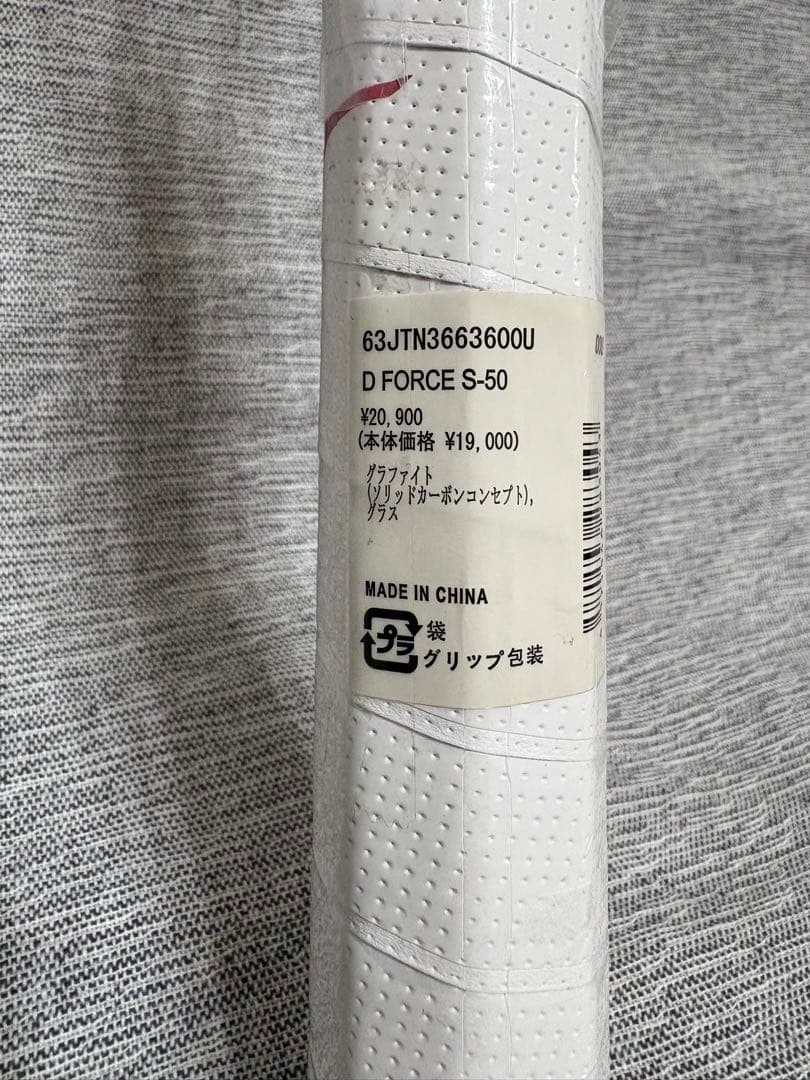 63JTN3663600U
D FORCE S-50
¥20,900
(本体価格 ¥19,000)
グラファイト
(ソリッドカーボンコンセプト),
グラス
MADE IN CHINA
プラ
袋
グリップ包装